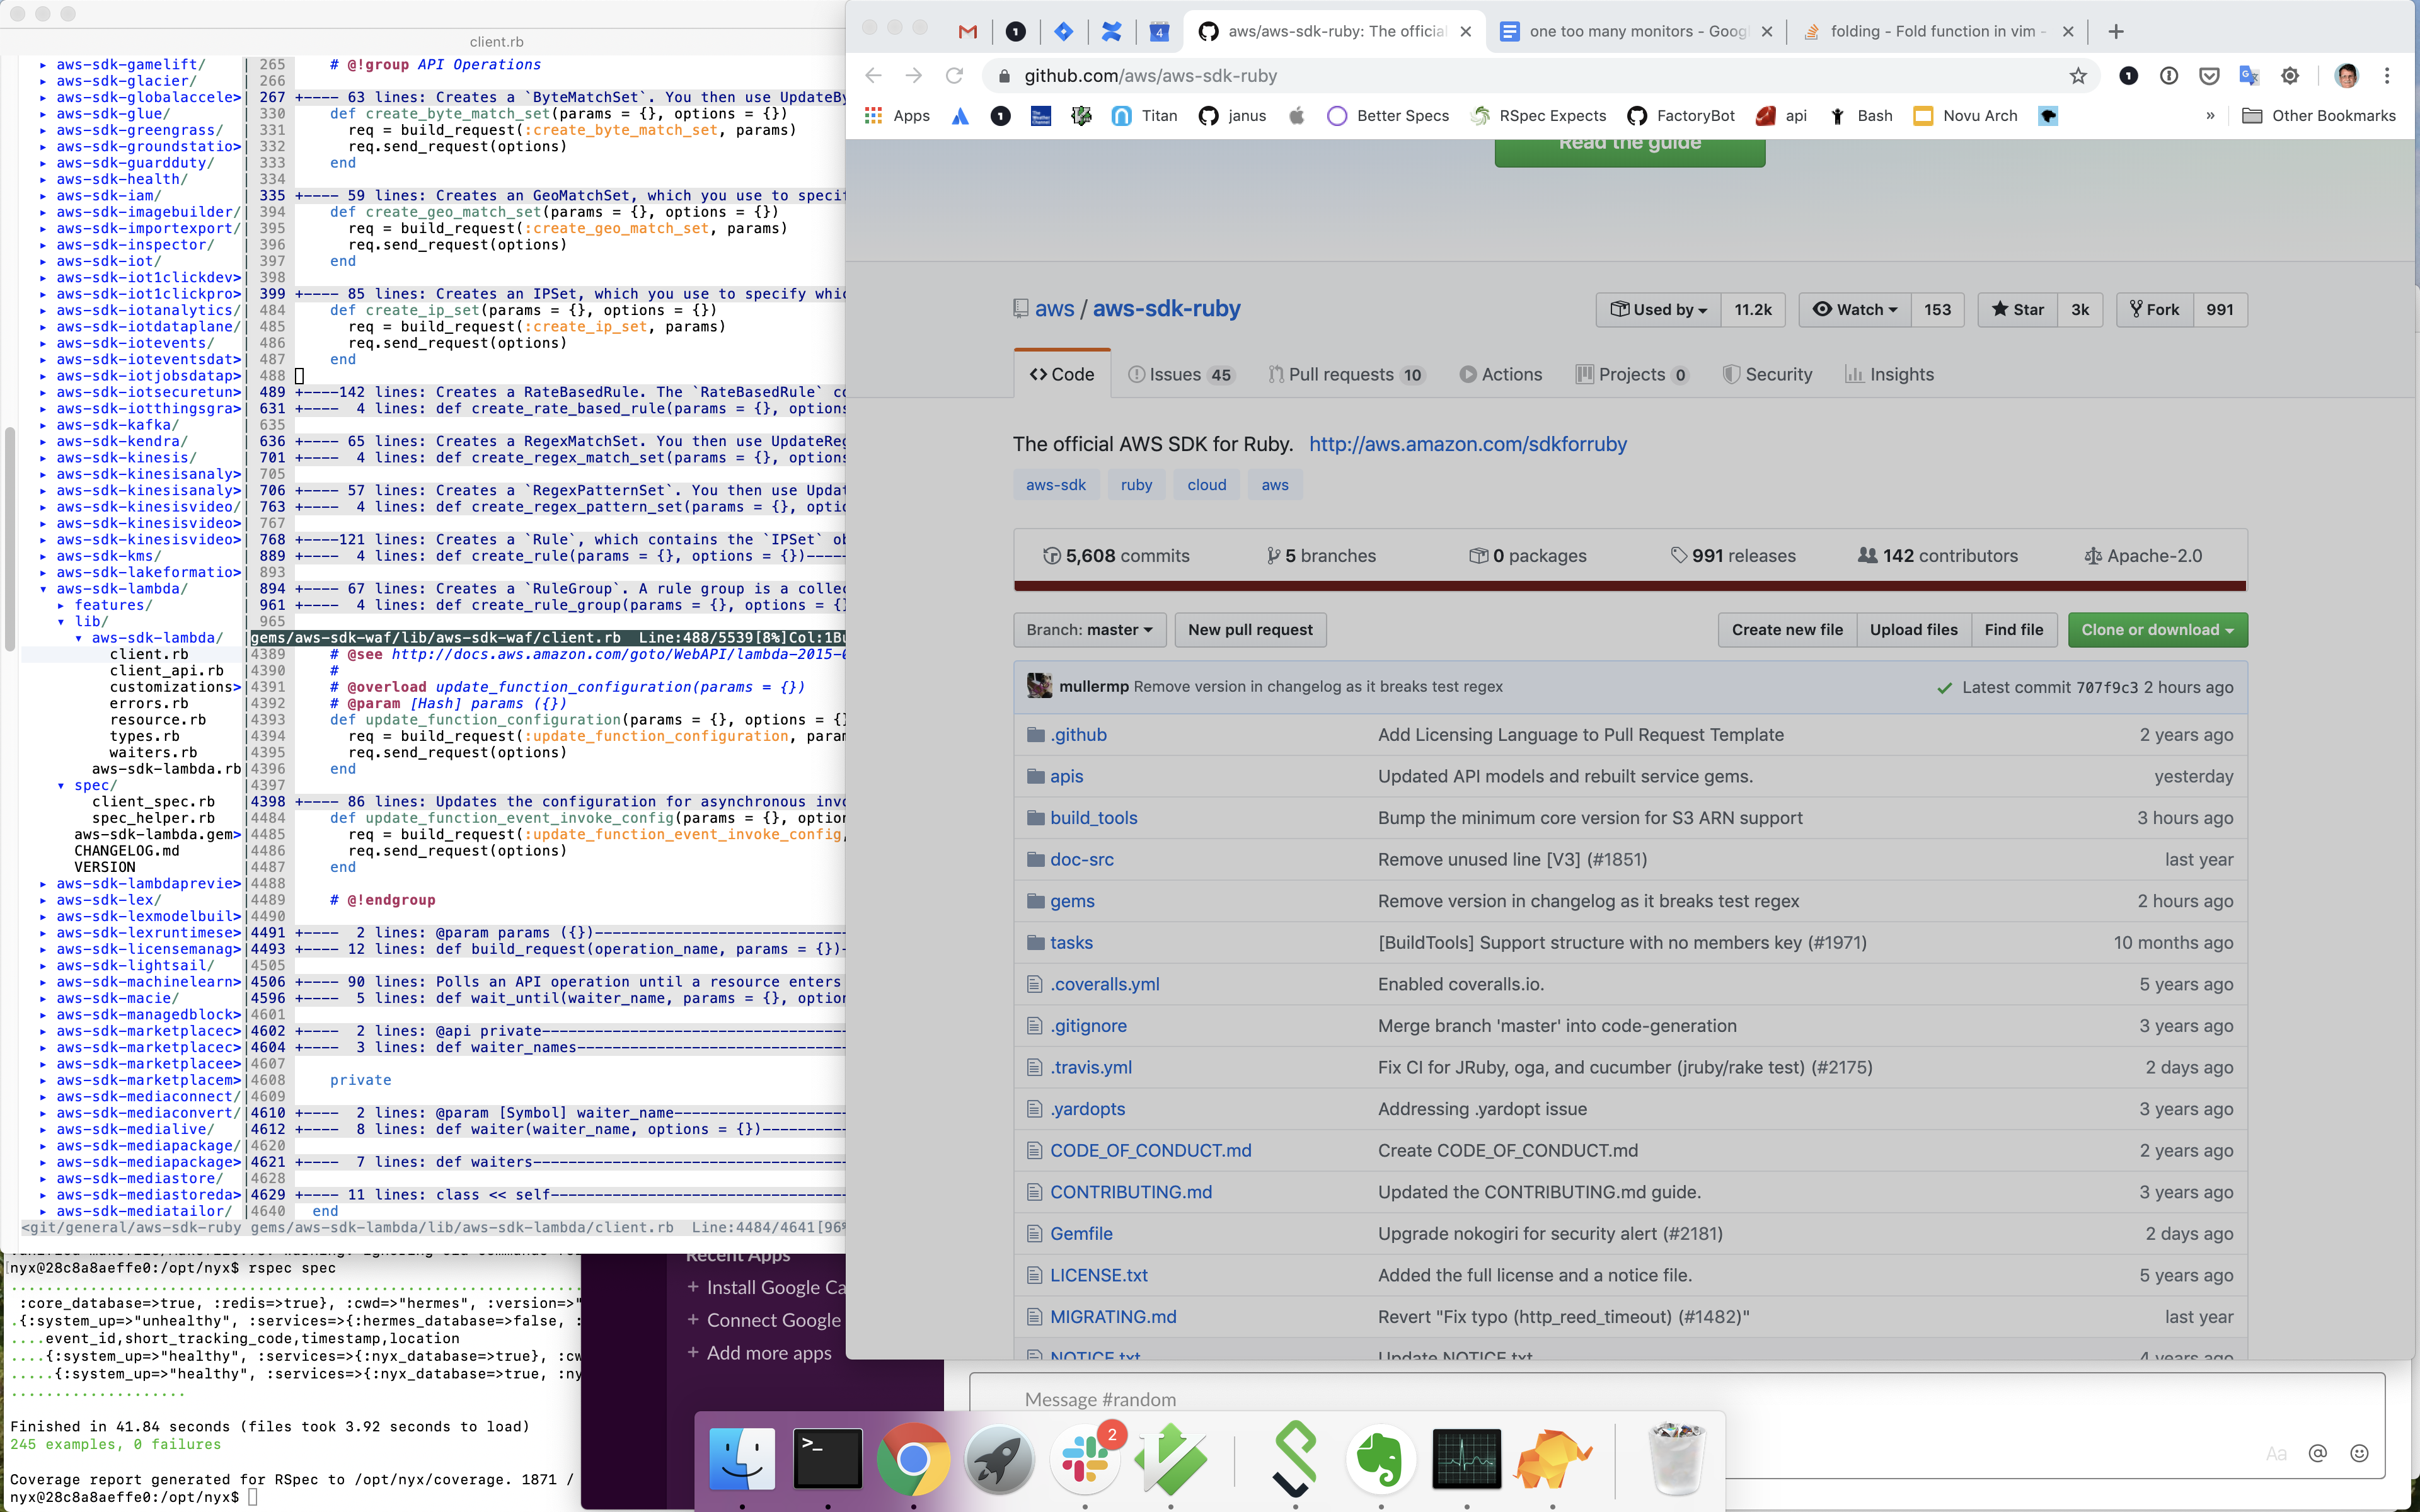 client.rb
▸ aws-sdk-gamelift/
▸ aws-sdk-glacier/
▸ aws-sdk-globalaccele>
▸ aws-sdk-glue/
▸ aws-sdk-greengrass/
▸ aws-sdk-groundstatio>
▸ aws-sdk-guardduty/
▸ aws-sdk-health/
▸ aws-sdk-iam/
▸ aws-sdk-imagebuilder/
▸ aws-sdk-importexport/
▸ aws-sdk-inspector/
▸ aws-sdk-iot/
▸ aws-sdk-iot1clickdev>
▸ aws-sdk-iot1clickpro>
▸ aws-sdk-iotanalytics/
▸ aws-sdk-iotdataplane/
▸ aws-sdk-iotevents/
▸ aws-sdk-ioteventsdat>
▸ aws-sdk-iotjobsdatap>
▸ aws-sdk-iotsecuretun>
▸ aws-sdk-iotthingsgra>
▸ aws-sdk-kafka/
▸ aws-sdk-kendra/
▸ aws-sdk-kinesis/
▸ aws-sdk-kinesisanaly>
▸ aws-sdk-kinesisanaly>
▸ aws-sdk-kinesisvideo/
▸ aws-sdk-kinesisvideo>
▸ aws-sdk-kinesisvideo>
▸ aws-sdk-kms/
▸ aws-sdk-lakeformatio>
▾ aws-sdk-lambda/
▸ features/
▾ lib/
▾ aws-sdk-lambda/
client.rb
client_api.rb
customizations>
errors.rb
resource.rb
types.rb
waiters.rb
aws-sdk-lambda.rb
▾ spec/
client_spec.rb
spec_helper.rb
aws-sdk-lambda.gem>
CHANGELOG.md
VERSION
▸ aws-sdk-lambdaprevie>
▸ aws-sdk-lex/
▸ aws-sdk-lexmodelbuil>
▸ aws-sdk-lexruntimese>
▸ aws-sdk-licensemanag>
▸ aws-sdk-lightsail/
▸ aws-sdk-machinelearn>
▸ aws-sdk-macie/
▸ aws-sdk-managedblock>
▸ aws-sdk-marketplacec>
▸ aws-sdk-marketplacec>
▸ aws-sdk-marketplacee>
▸ aws-sdk-marketplacem>
▸ aws-sdk-mediaconnect/
▸ aws-sdk-mediaconvert/
▸ aws-sdk-medialive/
▸ aws-sdk-mediapackage/
▸ aws-sdk-mediapackage>
▸ aws-sdk-mediastore/
▸ aws-sdk-mediastoreda>
▸ aws-sdk-mediatailor/
<git/general/aws-sdk-ruby
265 # @!group API Operations
266
267 +---- 63 lines: Creates a `ByteMatchSet`. You then use UpdateBy
330 def create_byte_match_set(params = {}, options = {})
331 req = build_request(:create_byte_match_set, params)
332 req.send_request(options)
333 end
334
335 +---- 59 lines: Creates an GeoMatchSet, which you use to specif
394 def create_geo_match_set(params = {}, options = {})
395 req = build_request(:create_geo_match_set, params)
396 req.send_request(options)
397 end
398
399 +---- 85 lines: Creates an IPSet, which you use to specify whic
484 def create_ip_set(params = {}, options = {})
485 req = build_request(:create_ip_set, params)
486 req.send_request(options)
487 end
488
489 +----142 lines: Creates a RateBasedRule. The `RateBasedRule` co
631 +---- 4 lines: def create_rate_based_rule(params = {}, options
635
636 +---- 65 lines: Creates a RegexMatchSet. You then use UpdateReg
701 +---- 4 lines: def create_regex_match_set(params = {}, options
705
706 +---- 57 lines: Creates a `RegexPatternSet`. You then use Updat
763 +---- 4 lines: def create_regex_pattern_set(params = {}, optio
767
768 +----121 lines: Creates a `Rule`, which contains the `IPSet` ob
889 +---- 4 lines: def create_rule(params = {}, options = {})-----
893
894 +---- 67 lines: Creates a `RuleGroup`. A rule group is a collec
961 +---- 4 lines: def create_rule_group(params = {}, options = {}
965
gems/aws-sdk-waf/lib/aws-sdk-waf/client.rb Line:488/5539[8%]Col:1Bu
4389 # @see http://docs.aws.amazon.com/goto/WebAPI/lambda-2015-0
4390 #
4391 # @overload update_function_configuration(params = {})
4392 # @param [Hash] params ({})
4393 def update_function_configuration(params = {}, options = {}
4394 req = build_request(:update_function_configuration, param
4395 req.send_request(options)
4396 end
4397
4398 +---- 86 lines: Updates the configuration for asynchronous invo
4484 def update_function_event_invoke_config(params = {}, option
4485 req = build_request(:update_function_event_invoke_config,
4486 req.send_request(options)
4487 end
4488
4489 # @!endgroup
4490
4491 +---- 2 lines: @param params ({})-----
4493 +---- 12 lines: def build_request(operation_name, params = {})-
4505
4506 +---- 90 lines: Polls an API operation until a resource enters
4596 +---- 5 lines: def wait_until(waiter_name, params = {}, option
4601
4602 +---- 2 lines: @api private-----
4604 +---- 3 lines: def waiter_names-----
4607
4608 private
4609
4610 +---- 2 lines: @param [Symbol] waiter_name-----
4612 +---- 8 lines: def waiter(waiter_name, options = {})-----
4620
4621 +---- 7 lines: def waiters-----
4628
4629 +---- 11 lines: class << self-----
4640 end
gems/aws-sdk-lambda/lib/aws-sdk-lambda/client.rb Line:4484/4641[96%
nyx@28c8a8aeffe0:/opt/nyx$ rspec spec
:core_database=>true, :redis=>true}, :cwd=>"hermes", :version=>"
.{:system_up=>"unhealthy", :services=>{:hermes_database=>false, :
....event_id,short_tracking_code,timestamp,location
....{:system_up=>"healthy", :services=>{:nyx_database=>true}, :cw
.....{:system_up=>"healthy", :services=>{:nyx_database=>true, :ny
...................
Finished in 41.84 seconds (files took 3.92 seconds to load)
245 examples, 0 failures
Coverage report generated for RSpec to /opt/nyx/coverage. 1871 /
nyx@28c8a8aeffe0:/opt/nyx$
Recent Apps
+ Install Google Ca
+ Connect Google
+ Add more apps
4
aws/aws-sdk-ruby: The official
one too many monitors - Goog
folding - Fold function in vim -
github.com/aws/aws-sdk-ruby
Apps
Titan
janus
Better Specs
RSpec Expects
FactoryBot
api
Bash
Novu Arch
»
Other Bookmarks
Read the guide
aws / aws-sdk-ruby
Used by 11.2k
Watch 153
Star 3k
Fork 991
Code
Issues 45
Pull requests 10
Actions
Projects 0
Security
Insights
The official AWS SDK for Ruby. http://aws.amazon.com/sdkforruby
aws-sdk ruby cloud aws
5,608 commits
5 branches
0 packages
991 releases
142 contributors
Apache-2.0
Branch: master
New pull request
Create new file
Upload files
Find file
Clone or download
mullermp Remove version in changelog as it breaks test regex
Latest commit 707f9c3 2 hours ago
.github Add Licensing Language to Pull Request Template 2 years ago
apis Updated API models and rebuilt service gems. yesterday
build_tools Bump the minimum core version for S3 ARN support 3 hours ago
doc-src Remove unused line [V3] (#1851) last year
gems Remove version in changelog as it breaks test regex 2 hours ago
tasks [BuildTools] Support structure with no members key (#1971) 10 months ago
.coveralls.yml Enabled coveralls.io. 5 years ago
.gitignore Merge branch 'master' into code-generation 3 years ago
.travis.yml Fix CI for JRuby, oga, and cucumber (jruby/rake test) (#2175) 2 days ago
.yardopts Addressing .yardopt issue 3 years ago
CODE_OF_CONDUCT.md Create CODE_OF_CONDUCT.md 2 years ago
CONTRIBUTING.md Updated the CONTRIBUTING.md guide. 3 years ago
Gemfile Upgrade nokogiri for security alert (#2181) 2 days ago
LICENSE.txt Added the full license and a notice file. 5 years ago
MIGRATING.md Revert "Fix typo (http_reed_timeout) (#1482)" last year
NOTICE.txt Update NOTICE.txt 4 years ago
Message #random
Aa @
2